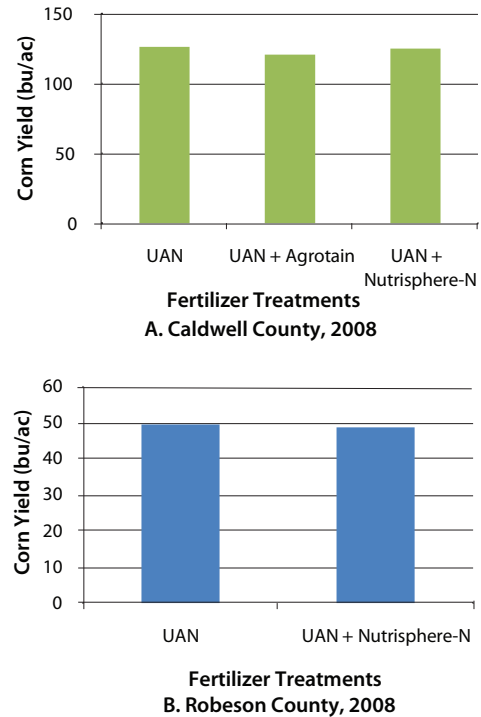 150
100
50
0
Corn Yield (bu/ac)
UAN
UAN + Agrotain
UAN +
Nutrisphere-N
Fertilizer Treatments
A. Caldwell County, 2008
60
50
40
30
20
10
0
Corn Yield (bu/ac)
UAN
UAN + Nutrisphere-N
Fertilizer Treatments
B. Robeson County, 2008